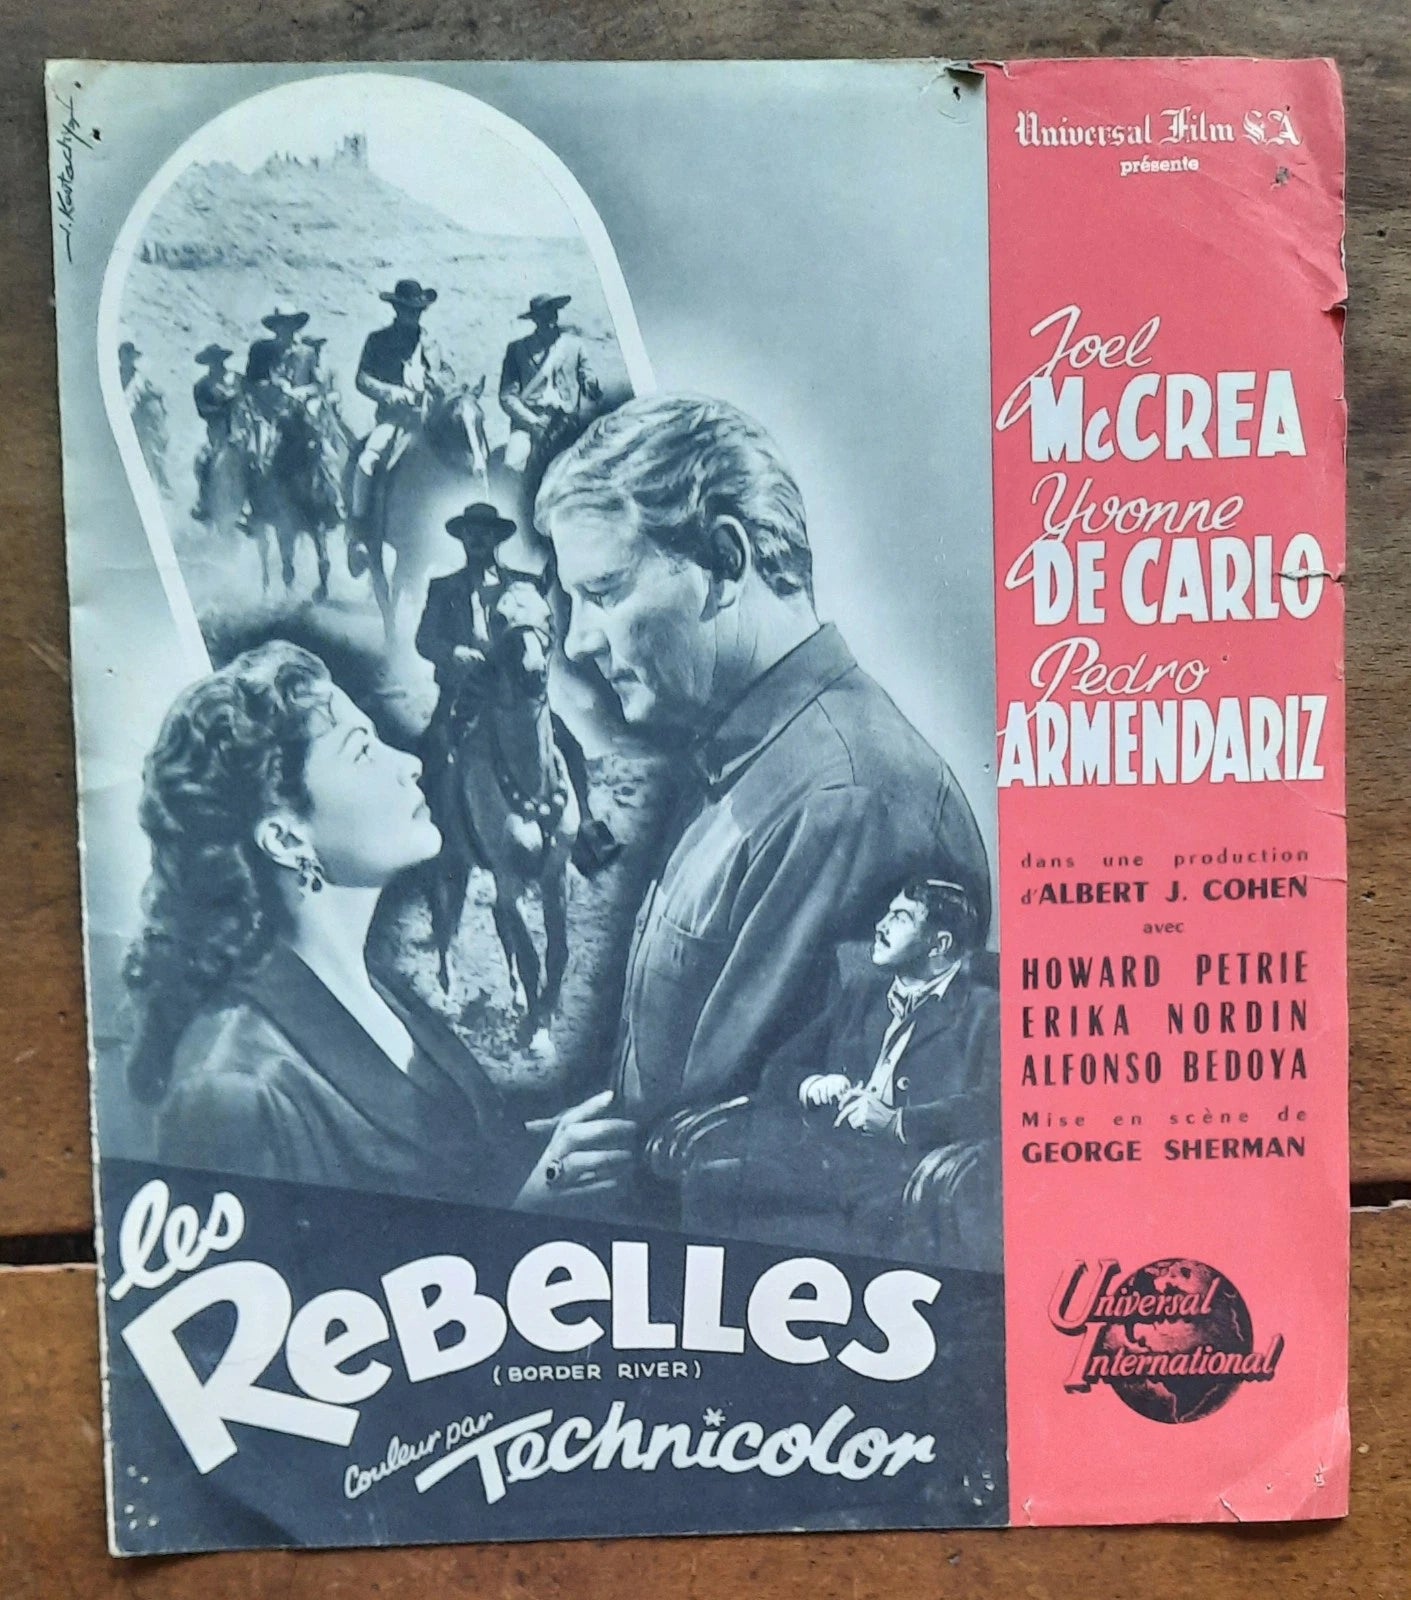 J. Koutachy
Universal Film S.A
présente
Joel
McCREA
Yvonne
DE CARLO
Pedro
ARMENDARIZ
dans une production
d'ALBERT J. COHEN
avec
HOWARD PETRIE
ERIKA NORDIN
ALFONSO BEDOYA
Mise en scène de
GEORGE SHERMAN
les
REBELLES
(BORDER RIVER)
Couleur par
Technicolor
Universal
International